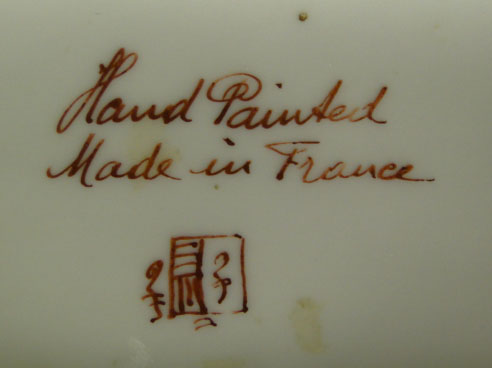 Hand Painted
Made in France